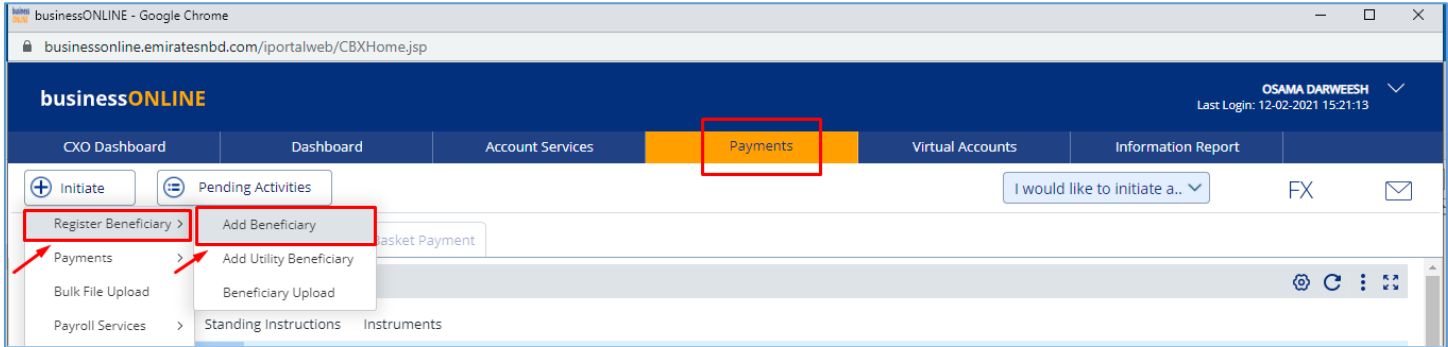 businessONLINE - Google Chrome
businessonline.emiratesnbd.com/iportalweb/CBXHome.jsp
businessONLINE
OSAMA DARWEESH
Last Login: 12-02-2021 15:21:13
CXO Dashboard Dashboard Account Services Payments Virtual Accounts Information Report
Initiate Pending Activities I would like to initiate a.. FX
Register Beneficiary > Add Beneficiary
Basket Payment
Payments > Add Utility Beneficiary
Bulk File Upload Beneficiary Upload
Payroll Services > Standing Instructions Instruments